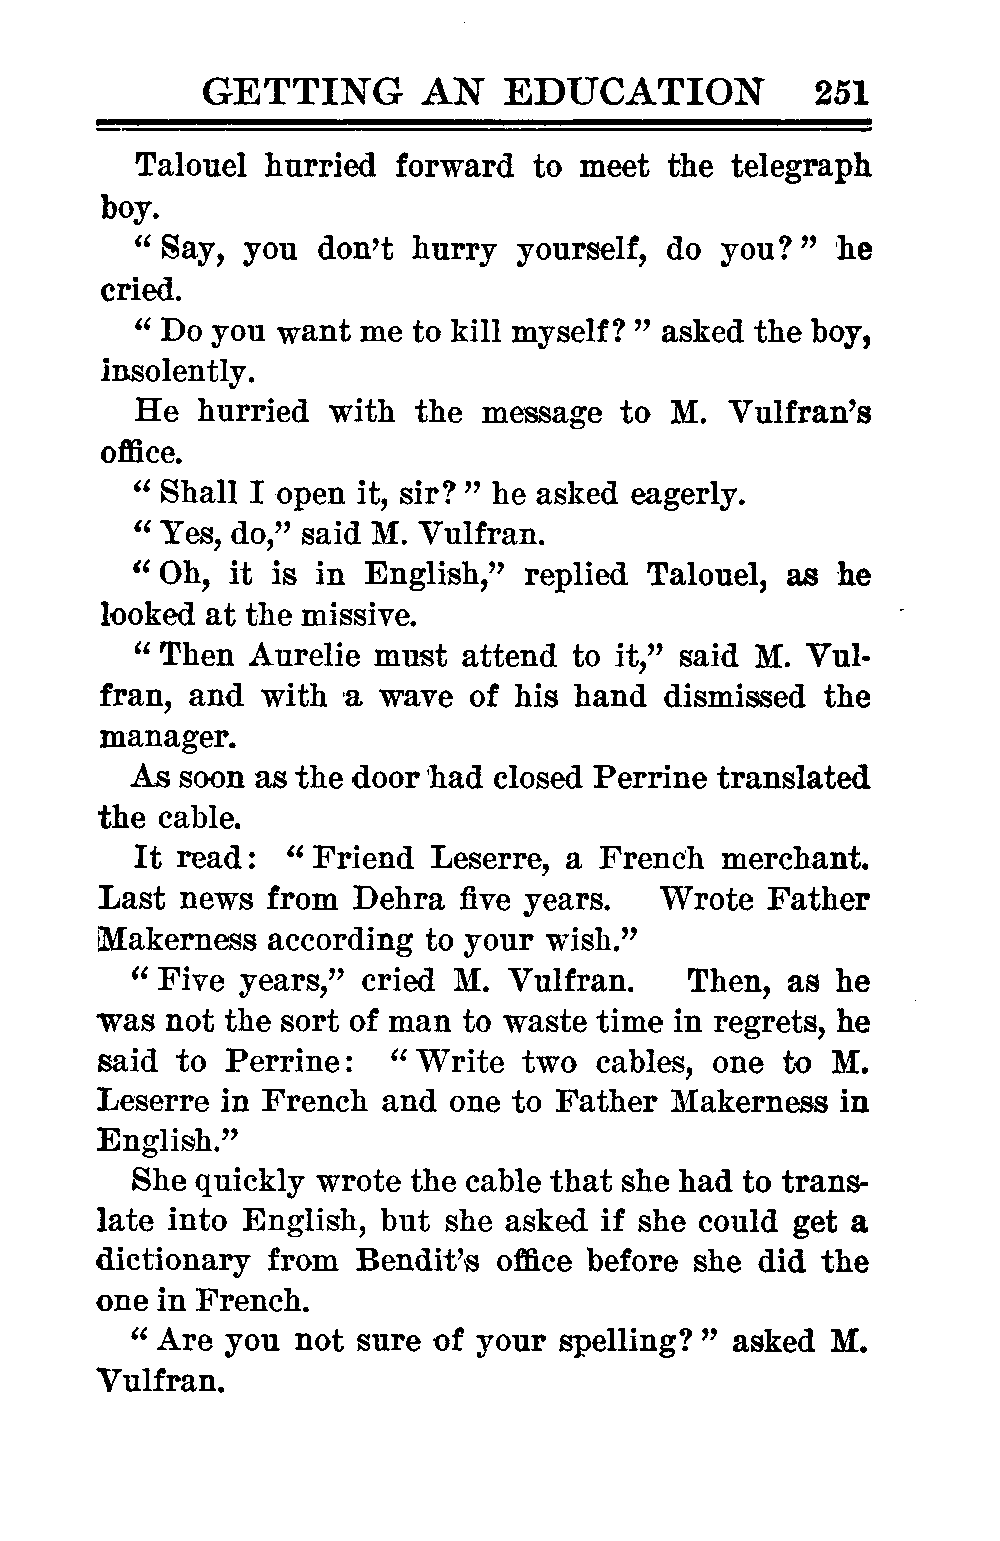 GETTING AN EDUCATION 251
Talouel hurried forward to meet the telegraph
boy.
“ Say, you don’t hurry yourself, do you? ” he
cried.
“ Do you want me to kill myself? ” asked the boy,
insolently.
He hurried with the message to M. Vulfran’s
office.
“ Shall I open it, sir? ” he asked eagerly.
“ Yes, do,” said M. Vulfran.
“ Oh, it is in English,” replied Talouel, as he
looked at the missive.
“ Then Aurelie must attend to it,” said M. Vul-
fran, and with a wave of his hand dismissed the
manager.
As soon as the door had closed Perrine translated
the cable.
It read: “ Friend Leserre, a French merchant.
Last news from Dehra five years. Wrote Father
Makerness according to your wish.”
“ Five years,” cried M. Vulfran. Then, as he
was not the sort of man to waste time in regrets, he
said to Perrine: “ Write two cables, one to M.
Leserre in French and one to Father Makerness in
English.”
She quickly wrote the cable that she had to trans-
late into English, but she asked if she could get a
dictionary from Bendit’s office before she did the
one in French.
“ Are you not sure of your spelling? ” asked M.
Vulfran.